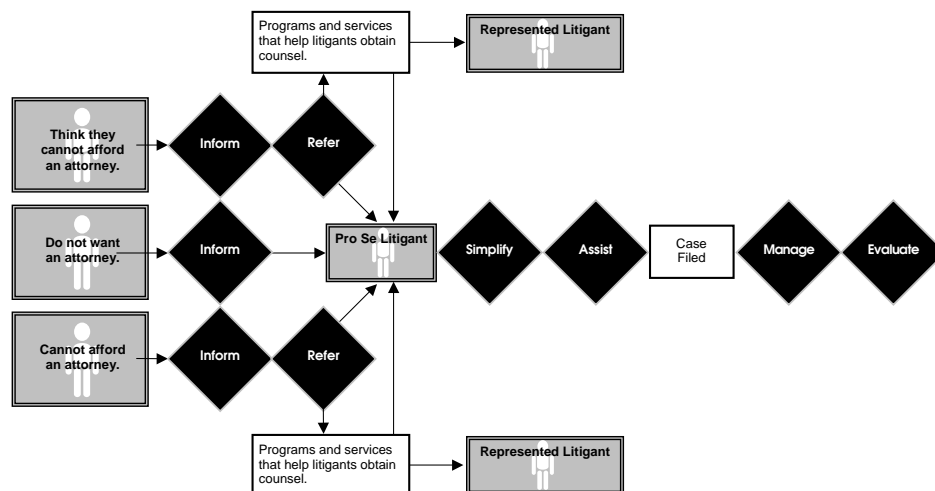 Programs and services
that help litigants obtain
counsel.
Represented Litigant
Think they
cannot afford
an attorney.
Inform
Refer
Do not want
an attorney.
Inform
Pro Se Litigant
Simplify
Assist
Case
Filed
Manage
Evaluate
Cannot afford
an attorney.
Inform
Refer
Programs and services
that help litigants obtain
counsel.
Represented Litigant